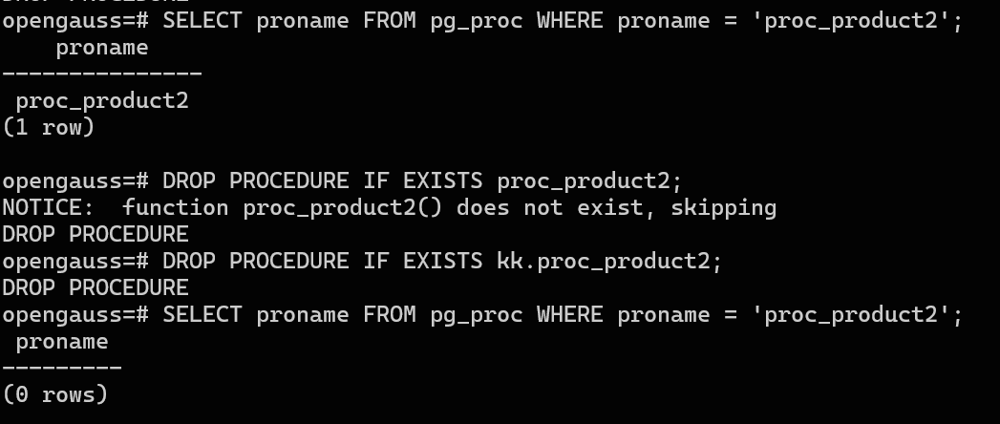 DROP PROCEDURE
opengauss=# SELECT proname FROM pg_proc WHERE proname = 'proc_product2';
    proname
---------------
 proc_product2
(1 row)

opengauss=# DROP PROCEDURE IF EXISTS proc_product2;
NOTICE:  function proc_product2() does not exist, skipping
DROP PROCEDURE
opengauss=# DROP PROCEDURE IF EXISTS kk.proc_product2;
DROP PROCEDURE
opengauss=# SELECT proname FROM pg_proc WHERE proname = 'proc_product2';
 proname
---------
(0 rows)